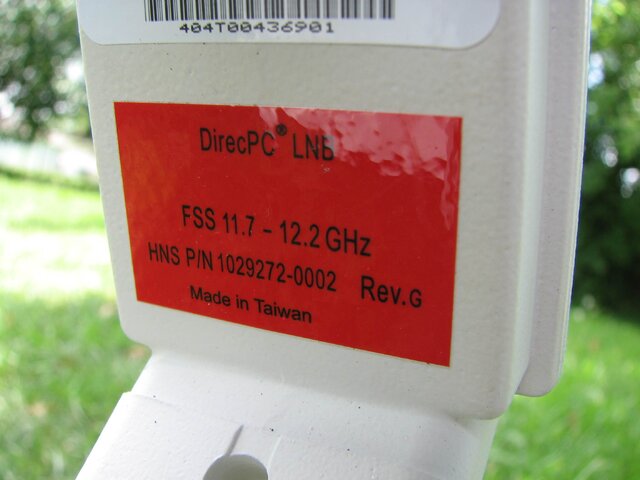 404T00436901
DirecPC® LNB
FSS 11.7 - 12.2 GHz
HNS P/N 1029272-0002 Rev.G
Made in Taiwan